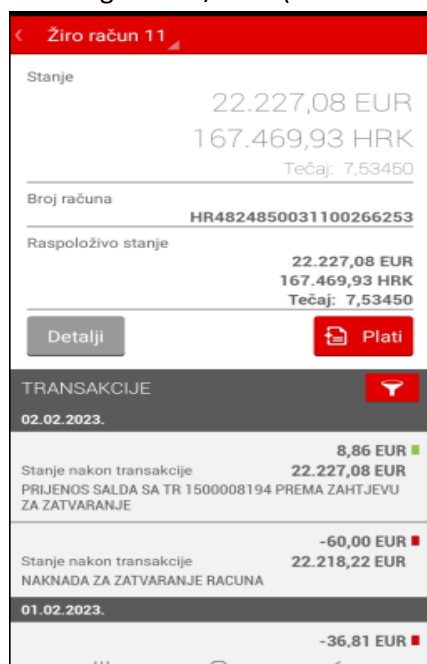 Žiro račun 11
Stanje
22.227,08 EUR
167.469,93 HRK
Tečaj: 7,53450
Broj računa
HR4824850031100266253
Raspoloživo stanje
22.227,08 EUR
167.469,93 HRK
Tečaj: 7,53450
Detalji
Plati
TRANSAKCIJE
02.02.2023.
8,86 EUR
Stanje nakon transakcije 22.227,08 EUR
PRIJENOS SALDA SA TR 1500008194 PREMA ZAHTJEVU
ZA ZATVARANJE
-60,00 EUR
Stanje nakon transakcije 22.218,22 EUR
NAKNADA ZA ZATVARANJE RACUNA
01.02.2023.
-36,81 EUR